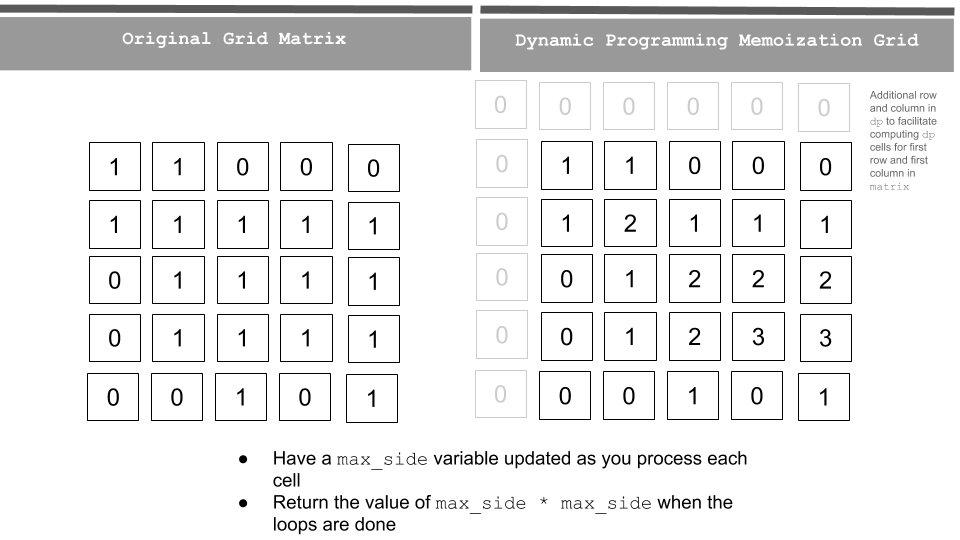 Original Grid Matrix
Dynamic Programming Memoization Grid
1 1 0 0 0
1 1 1 1 1
0 1 1 1 1
0 1 1 1 1
0 0 1 0 1
0 0 0 0 0 0
0 1 1 0 0 0
0 1 2 1 1 1
0 0 1 2 2 2
0 0 1 2 3 3
0 0 0 1 0 1
Additional row
and column in
dp to facilitate
computing dp
cells for first
row and first
column in
matrix
● Have a max_side variable updated as you process each
cell
● Return the value of max_side * max_side when the
loops are done